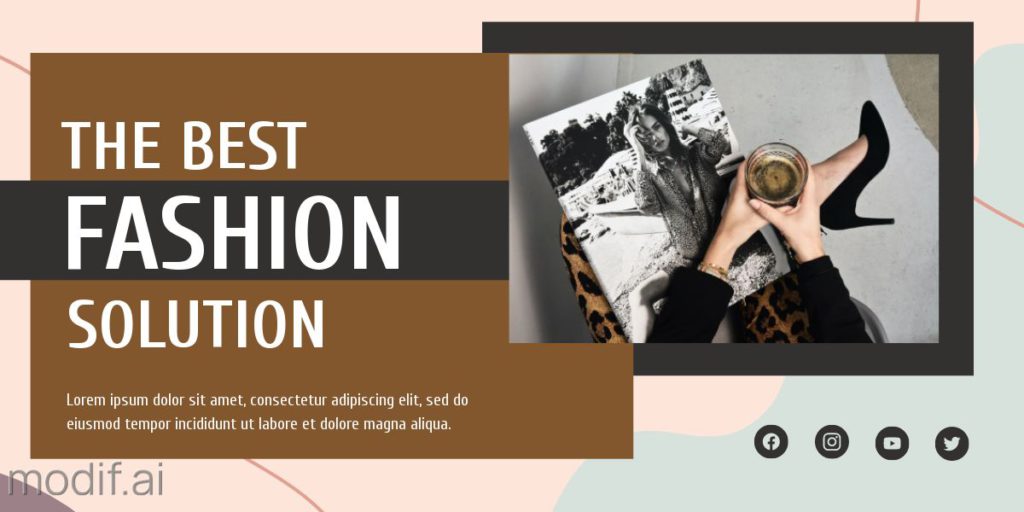 THE BEST
FASHION
SOLUTION
Lorem ipsum dolor sit amet, consectetur adipiscing elit, sed do
eiusmod tempor incididunt ut labore et dolore magna aliqua.
modif.ai